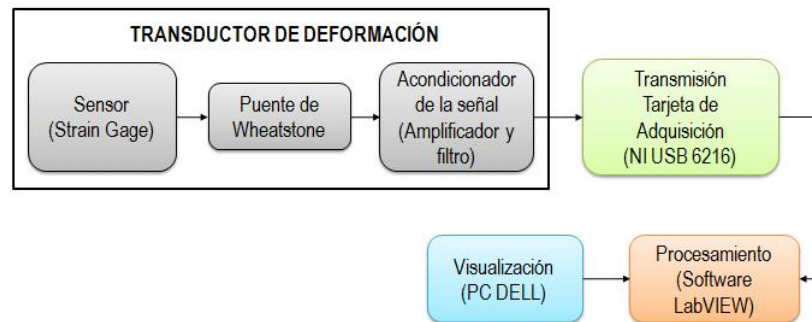 TRANSDUCTOR DE DEFORMACIÓN
Sensor
(Strain Gage)
Puente de
Wheatstone
Acondicionador
de la señal
(Amplificador y
filtro)
Transmisión
Tarjeta de
Adquisición
(NI USB 6216)
Visualización
(PC DELL)
Procesamiento
(Software
LabVIEW)